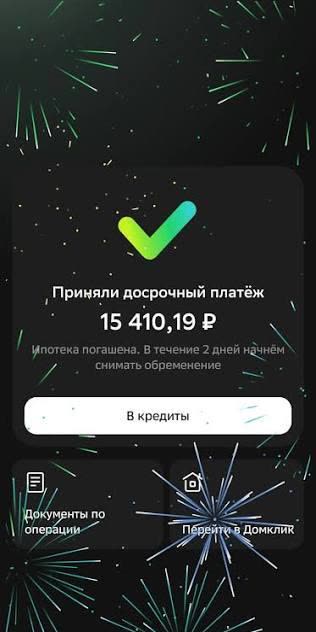 Приняли досрочный платёж
15 410,19 ₽
Ипотека погашена. В течение 2 дней начнём
снимать обременение
В кредиты
Документы по
операции
Перейти в Домклик